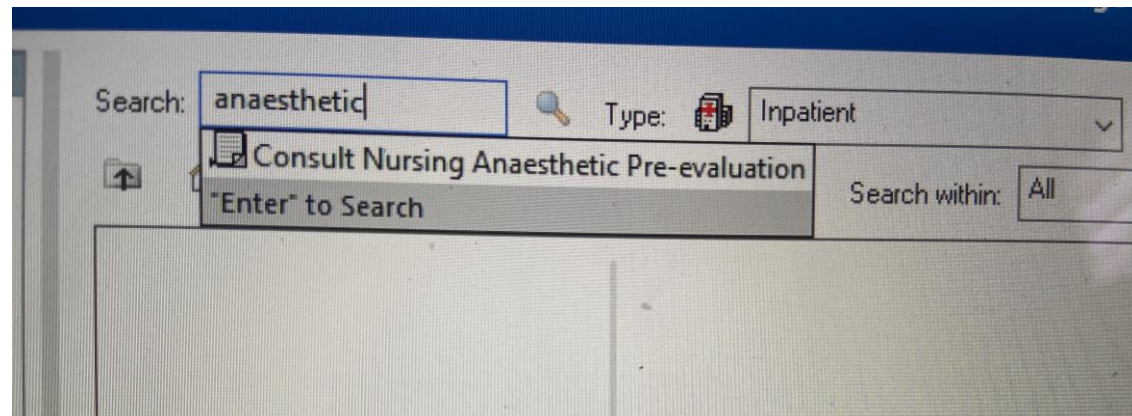 Search: anaesthetic Type: Inpatient
Consult Nursing Anaesthetic Pre-evaluation
"Enter" to Search
Search within: All